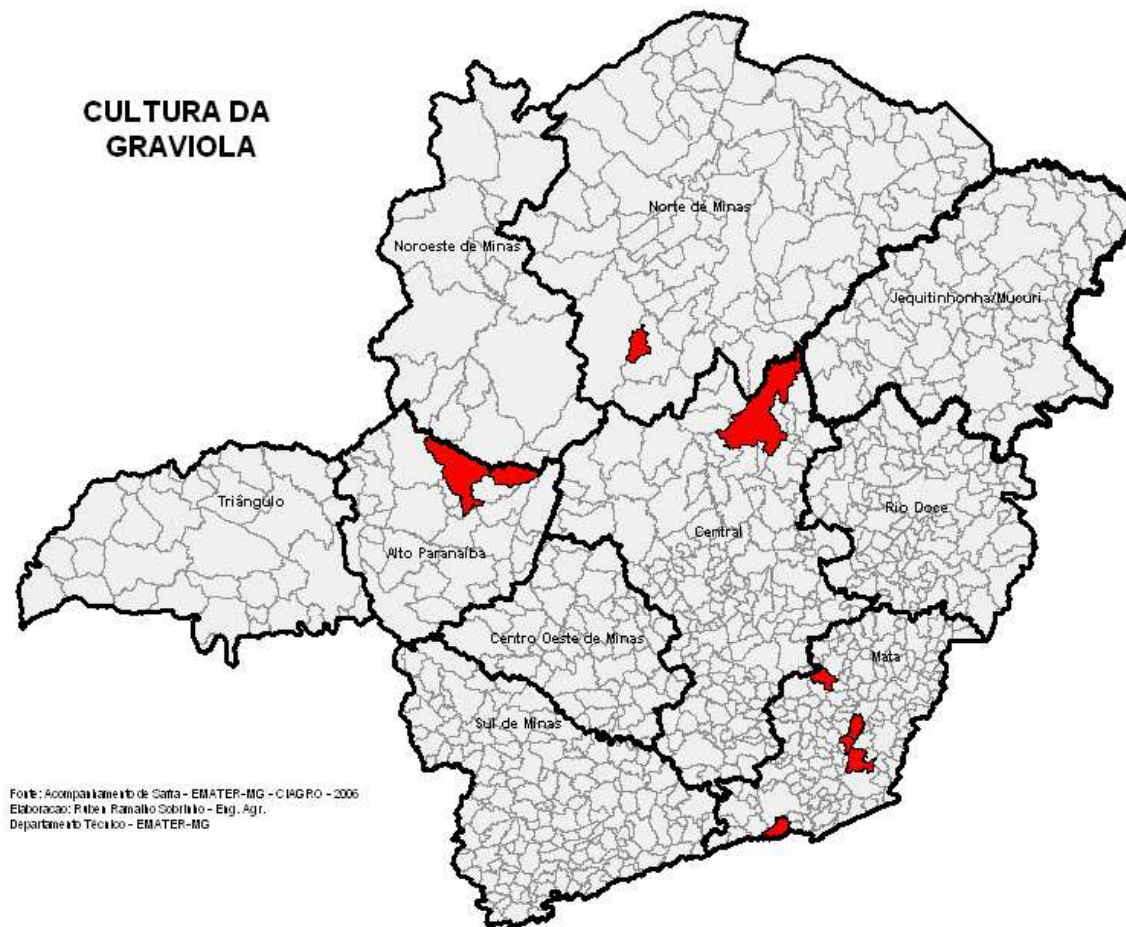 CULTURA DA
GRAVIOLA
Norte de Minas
Noroeste de Minas
Jequitinhonha/Mucuri
Triângulo
Rio Doce
Central
Alto Paranaíba
Centro Oeste de Minas
Mata
Sul de Minas
Fonte: Acompanhamento de Safra - EMATER-MG - CIAGRO - 2006
Elaboracao: Ruben Ramalho Sobrinho - Eng. Agr.
Departamento Técnico - EMATER-MG